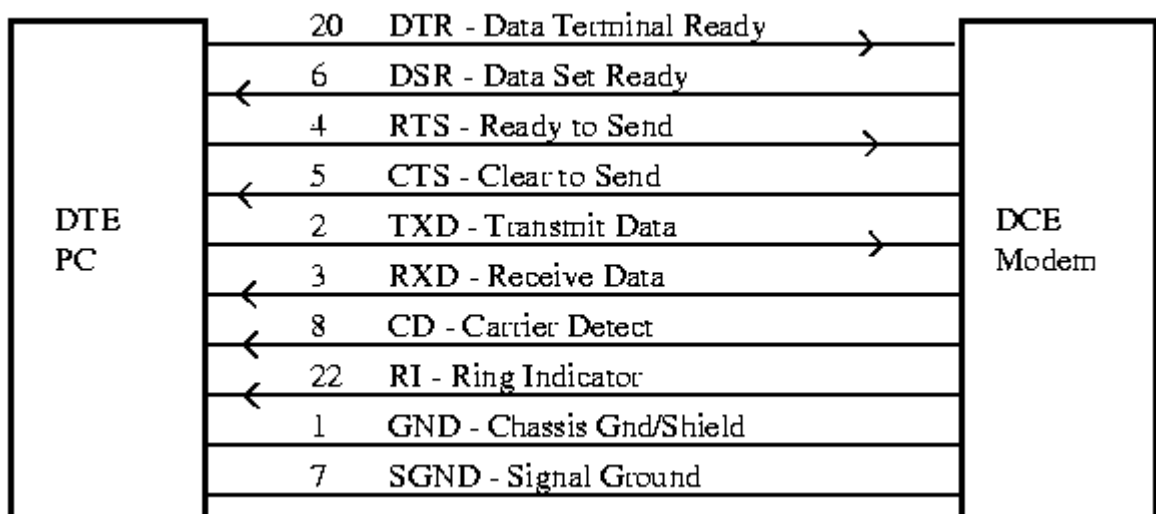 20 DTR - Data Terminal Ready
6 DSR - Data Set Ready
4 RTS - Ready to Send
5 CTS - Clear to Send
DTE
PC
2 TXD - Transmit Data
DCE
Modem
3 RXD - Receive Data
8 CD - Carrier Detect
22 RI - Ring Indicator
1 GND - Chassis Gnd/Shield
7 SGND - Signal Ground